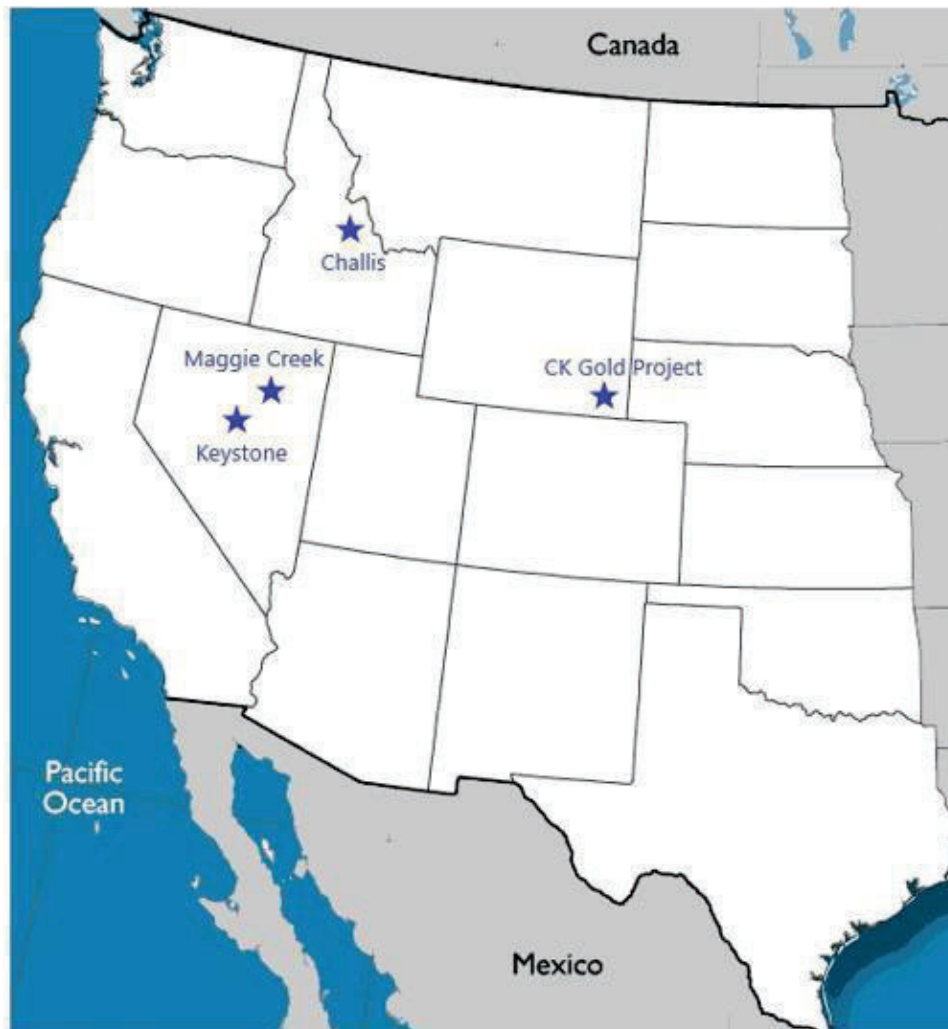 Canada
Challis
Maggie Creek
CK Gold Project
Keystone
Pacific
Ocean
Mexico